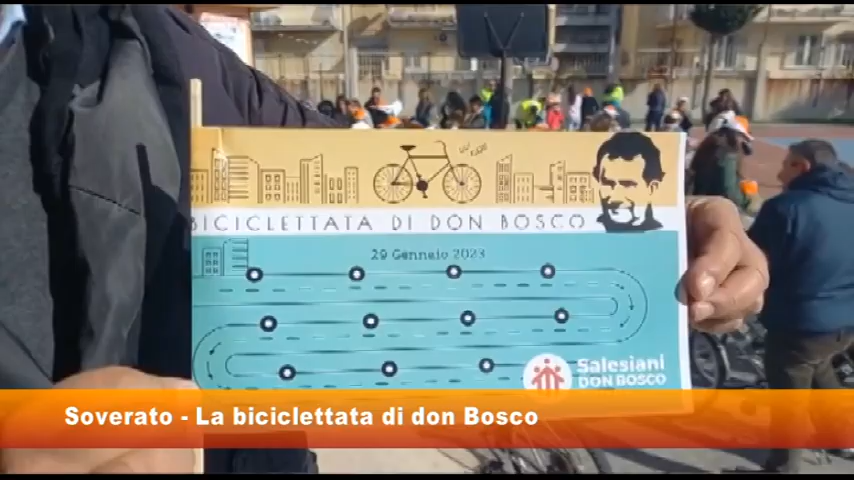 BICICLETTATA DI DON BOSCO
29 Gennaio 2023
Salesiani
DON BOSCO
Soverato - La biciclettata di don Bosco